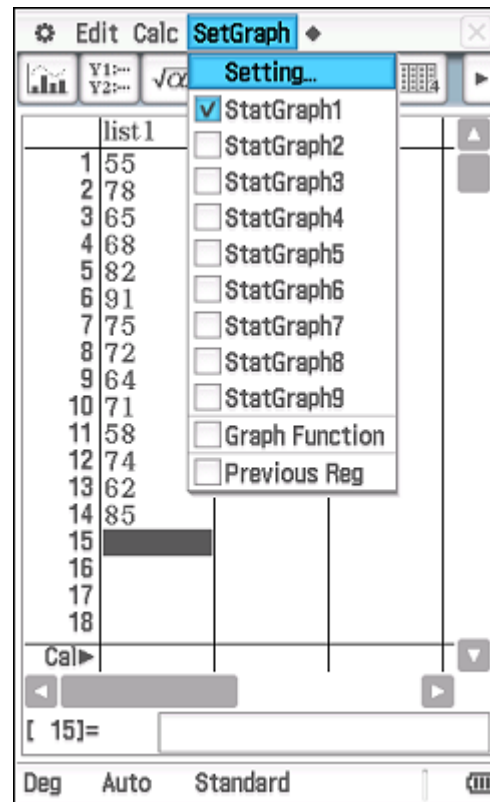 Edit Calc SetGraph
Y1:…
Y2:…
Setting...
StatGraph1
StatGraph2
StatGraph3
StatGraph4
StatGraph5
StatGraph6
StatGraph7
StatGraph8
StatGraph9
Graph Function
Previous Reg
list1
1 55
2 78
3 65
4 68
5 82
6 91
7 75
8 72
9 64
10 71
11 58
12 74
13 62
14 85
15
16
17
18
Cal▶
[ 15]=
Deg Auto Standard